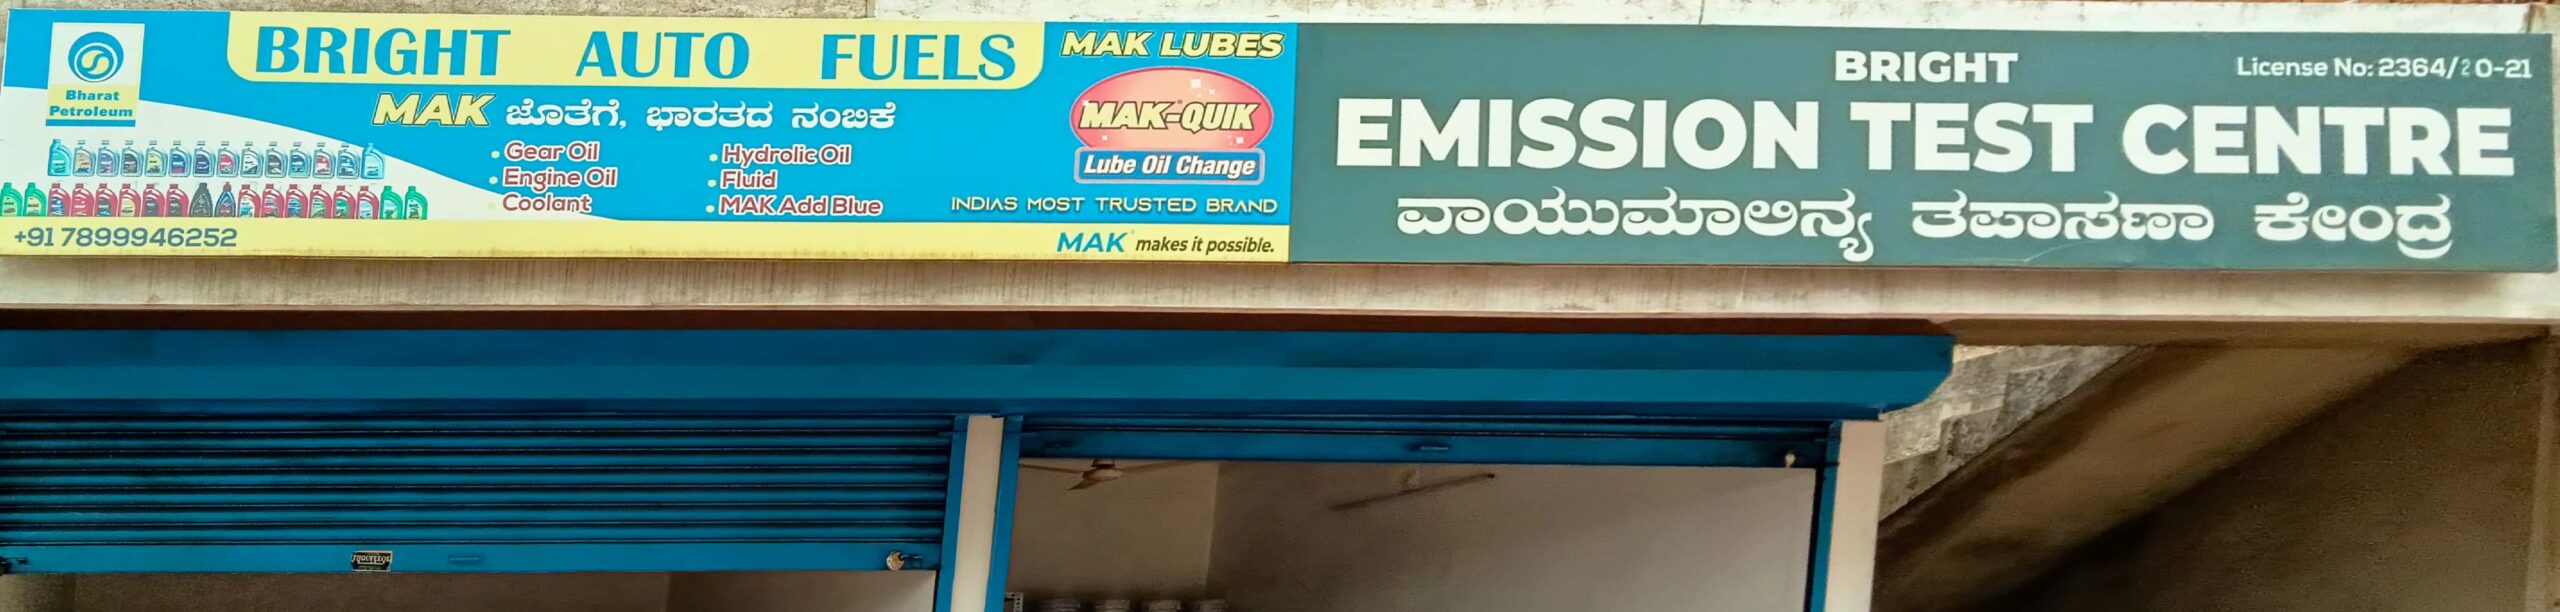 Bharat
Petroleum
BRIGHT AUTO FUELS
MAK ಜೊತೆಗೆ, ಭಾರತದ ನಂಬಿಕೆ
• Gear Oil
• Engine Oil
• Coolant
• Hydrolic Oil
• Fluid
• MAK Add Blue
+91 7899946252
MAK LUBES
MAK-QUIK
Lube Oil Change
INDIAS MOST TRUSTED BRAND
MAK makes it possible.
BRIGHT
License No: 2364/20-21
EMISSION TEST CENTRE
ವಾಯುಮಾಲಿನ್ಯ ತಪಾಸಣಾ ಕೇಂದ್ರ